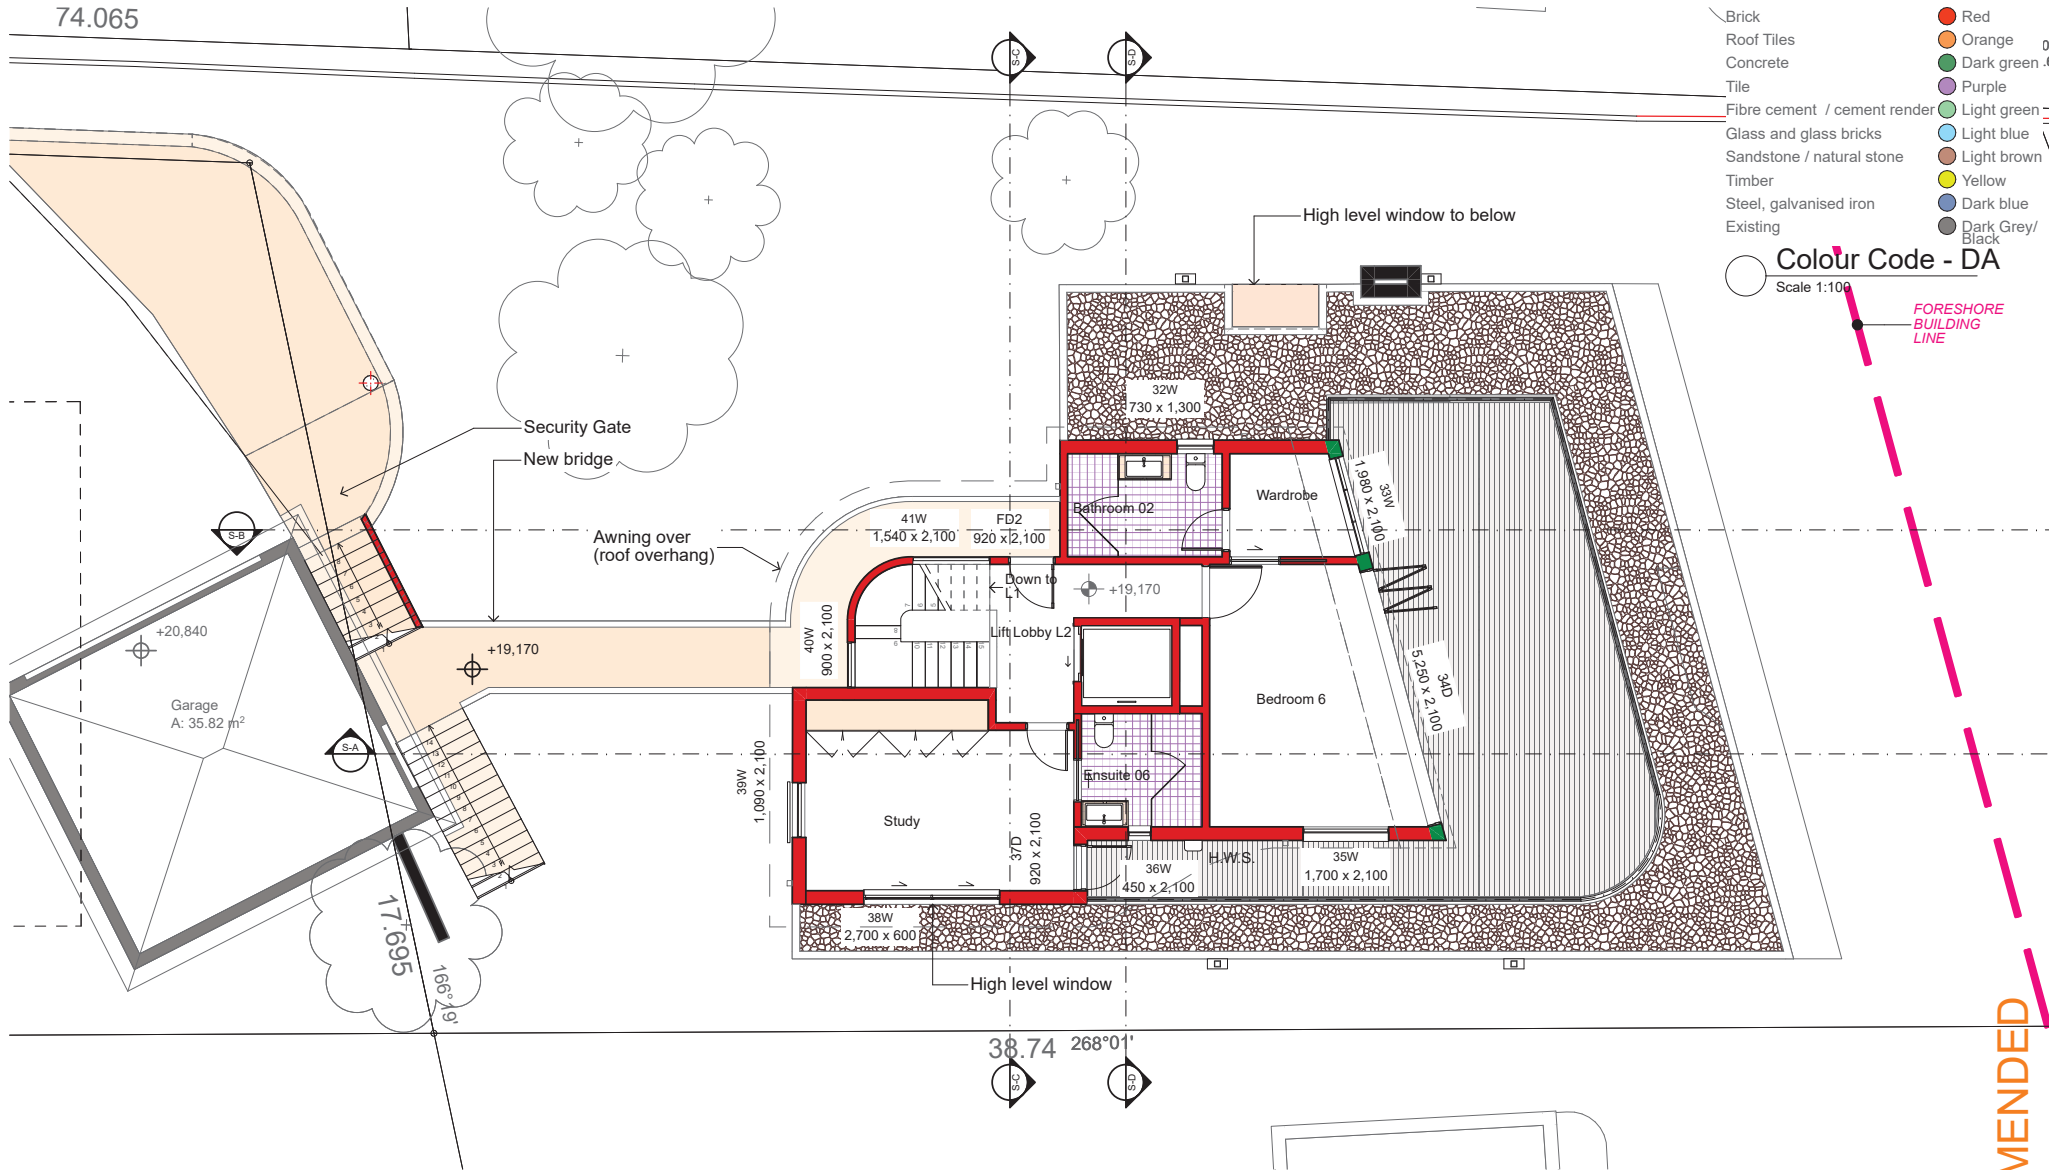 74.065
S-C
S-D
Brick
Red
Roof Tiles
Orange
Concrete
Dark green
Tile
Purple
Fibre cement / cement render
Light green
Glass and glass bricks
Light blue
Sandstone / natural stone
Light brown
Timber
Yellow
Steel, galvanised iron
Dark blue
Existing
Dark Grey/
Black
Colour Code - DA
Scale 1:100
FORESHORE
BUILDING
LINE
High level window to below
32W
730 x 1,300
Security Gate
New bridge
Awning over
(roof overhang)
S-B
41W
1,540 x 2,100
FD2
920 x 2,100
Bathroom 02
Wardrobe
33W
1,980 x 2,100
Down to
L1
+19,170
Lift Lobby L2
40W
900 x 2,100
+20,840
+19,170
Garage
A: 35.82 m²
S-A
Bedroom 6
34D
5,250 x 2,100
39W
1,090 x 2,100
Ensuite 06
Study
37D
920 x 2,100
H.W.S.
36W
450 x 2,100
35W
1,700 x 2,100
38W
2,700 x 600
High level window
17.695
166°19'
38.74
268°01'
S-C
S-D
MENDED